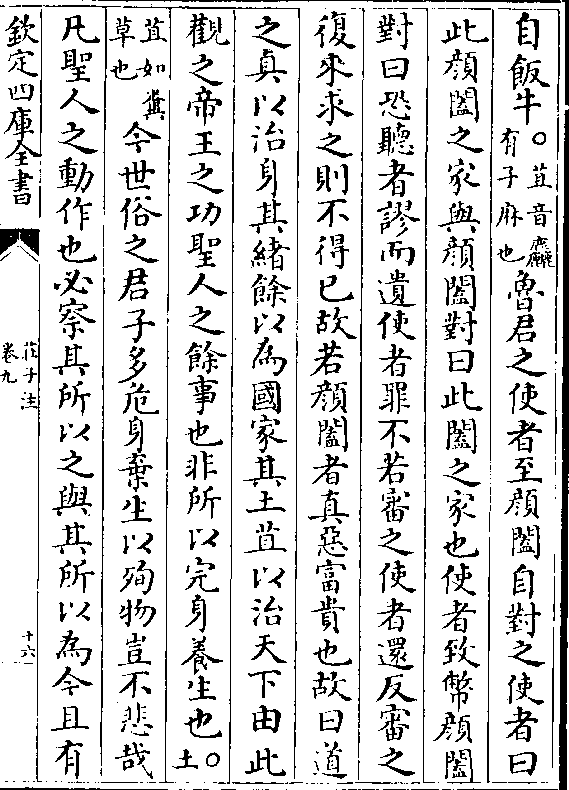 自飯牛○苴音麤有子麻也魯君之使者至顔闔自對之使者曰
此顔闔之家與顔闔對曰此闔之家也使者致幣顔闔
對曰恐聽者謬而遺使者罪不若審之使者還反審之
復來求之則不得已故若顔闔者真惡富貴也故曰道
之真以治身其緒餘以為國家其土苴以治天下由此
觀之帝王之功聖人之餘事也非所以完身養生也○土
苴如糞草也今世俗之君子多危身棄生以殉物豈不悲哉
凡聖人之動作也必察其所以之與其所以為今且有
欽定四庫全書
莊子注
卷九
十六